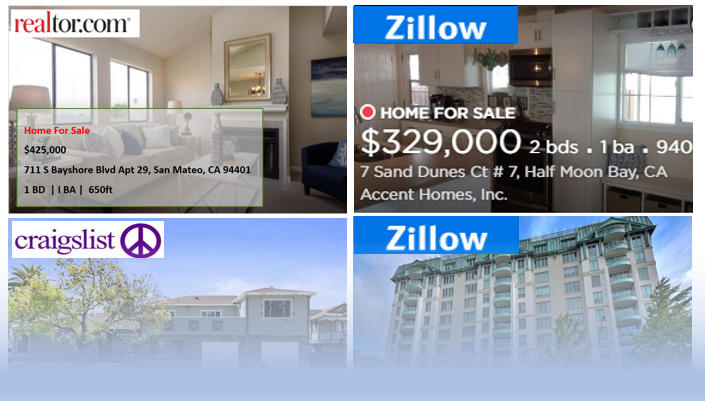 realtor.com®
Home For Sale
$425,000
711 S Bayshore Blvd Apt 29, San Mateo, CA 94401
1 BD | I BA | 650ft
Zillow
HOME FOR SALE
$329,000 2 bds . 1 ba . 940
7 Sand Dunes Ct # 7, Half Moon Bay, CA
Accent Homes, Inc.
craigslist
Zillow